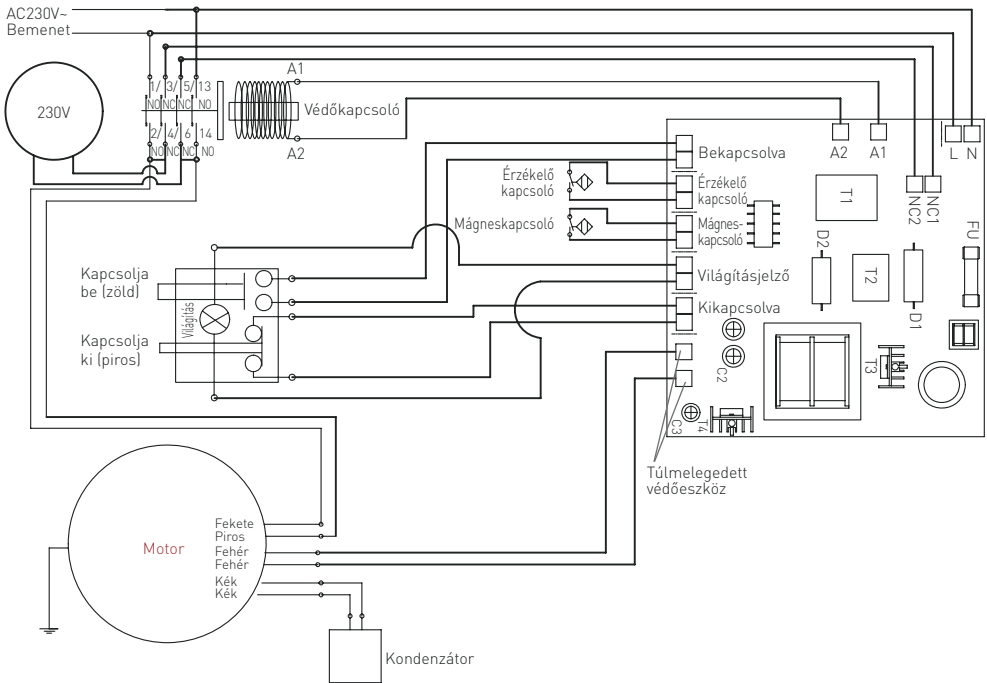 AC230V~
Bemenet
230V
1/ 3/ 5/ 13
NO NC NC NO
2/ 4/ 6 14
NO NC NC NO
A1
Védőkapcsoló
A2
A2 A1
L N
NC2 NC1
FU
T1
D2
T2
D1
Bekapcsolva
Érzékelő
kapcsoló
Érzékelő
kapcsoló
Mágneskapcsoló
Mágnes-
kapcsoló
Világításjelző
Kikapcsolva
Kapcsolja
be (zöld)
Világítás
Kapcsolja
ki (piros)
C2
T3
C3
T4
Túlmelegedett
védőeszköz
Motor
Fekete
Piros
Fehér
Fehér
Kék
Kék
Kondenzátor